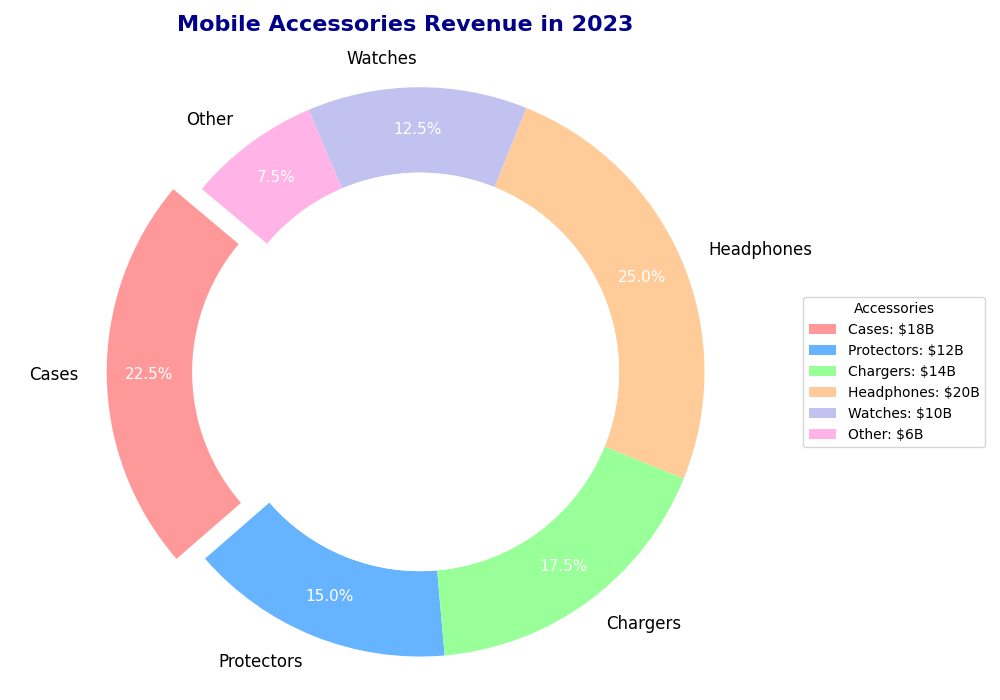 Mobile Accessories Revenue in 2023
Watches
Other
12.5%
7.5%
Headphones
25.0%
Accessories
Cases: $18B
Protectors: $12B
Chargers: $14B
Headphones: $20B
Watches: $10B
Other: $6B
Cases
22.5%
17.5%
15.0%
Chargers
Protectors